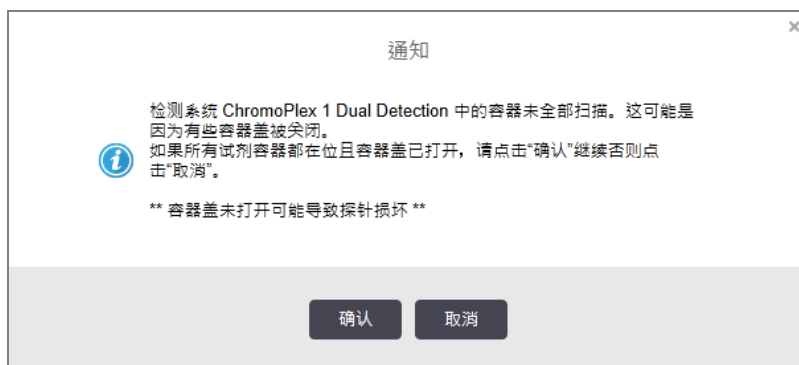 通知
检测系统 ChromoPlex 1 Dual Detection 中的容器未全部扫描。这可能是
因为有些容器盖被关闭。
如果所有试剂容器都在位且容器盖已打开，请点击“确认”继续否则点
击“取消”。
** 容器盖未打开可能导致探针损坏 **
确认
取消